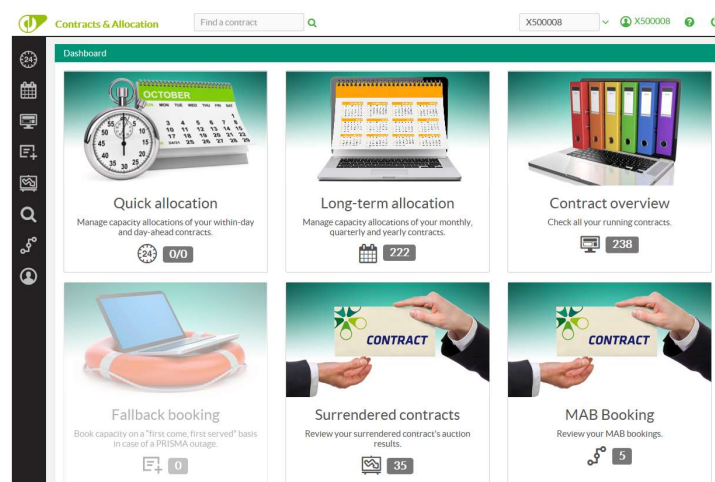 Contracts & Allocation
Find a contract
X500008
X500008
Dashboard
OCTOBER
Quick allocation
Manage capacity allocations of your within-day
and day-ahead contracts.
24
0/0
Long-term allocation
Manage capacity allocations of your monthly,
quarterly and yearly contracts.
222
Contract overview
Check all your running contracts.
238
Fallback booking
Book capacity on a "first come, first served" basis
in case of a PRISMA outage.
0
CONTRACT
Surrendered contracts
Review your surrendered contract's auction
results.
35
CONTRACT
MAB Booking
Review your MAB bookings.
5